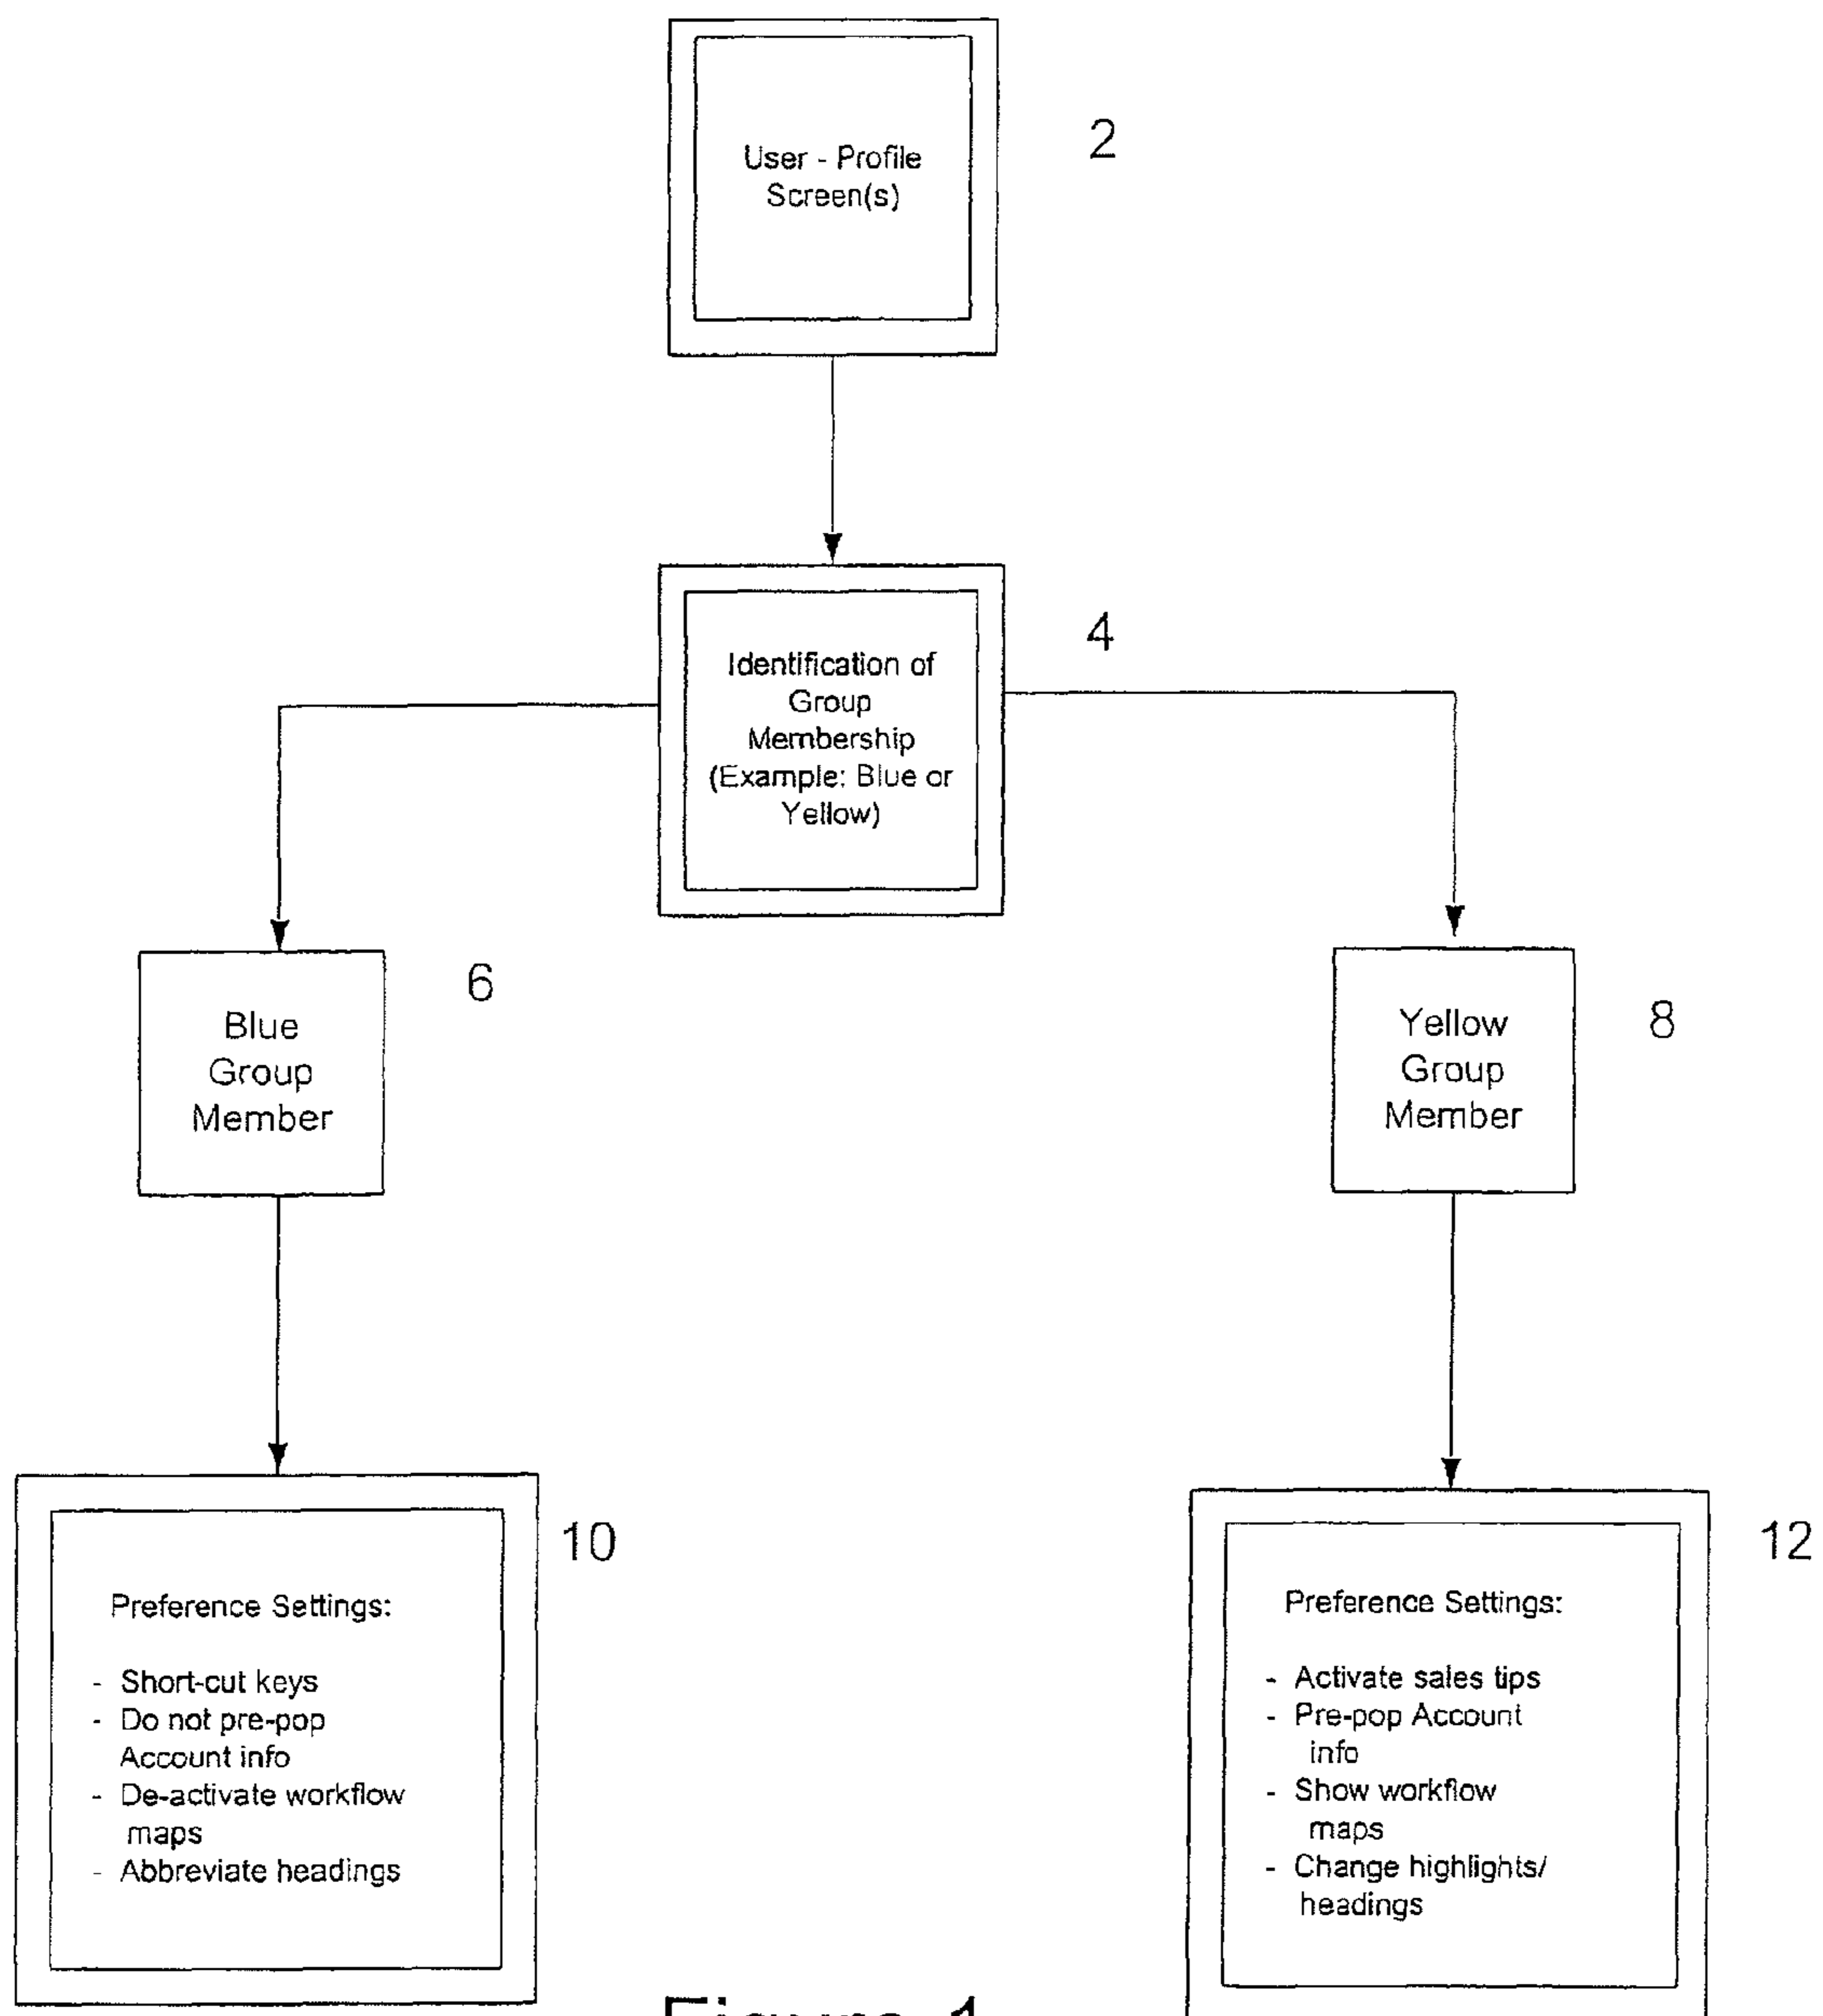 User - Profile
Screen(s)
2
Identification of
Group
Membership
(Example: Blue or
Yellow)
4
Blue
Group
Member
6
Yellow
Group
Member
8
Preference Settings:
- Short-cut keys
- Do not pre-pop
Account info
- De-activate workflow
maps
- Abbreviate headings
10
Preference Settings:
- Activate sales tips
- Pre-pop Account
info
- Show workflow
maps
- Change highlights/
headings
12
Figure 1